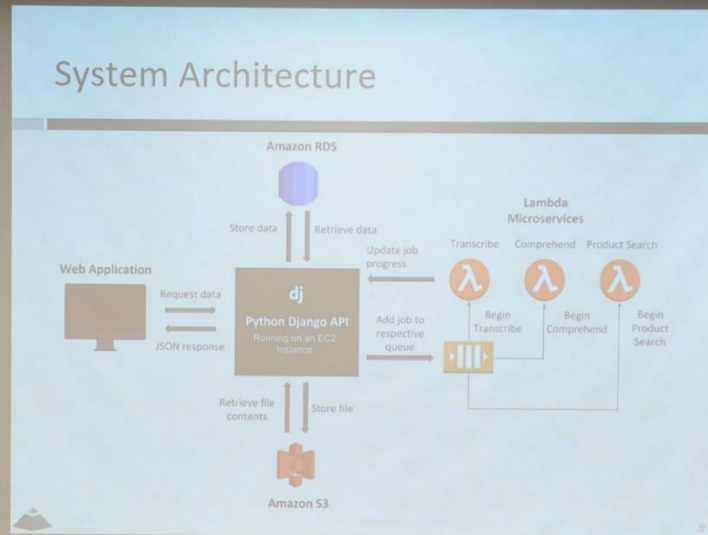 System Architecture
Amazon RDS
Store data
Retrieve data
Lambda
Microservices
Transcribe
Comprehend
Product Search
Update job
progress
Web Application
Request data
JSON response
dj
Python Django API
Running on an EC2
Instance
Add job to
respective
queue
Begin
Transcribe
Begin
Comprehend
Begin
Product
Search
Retrieve file
contents
Store file
Amazon S3
9